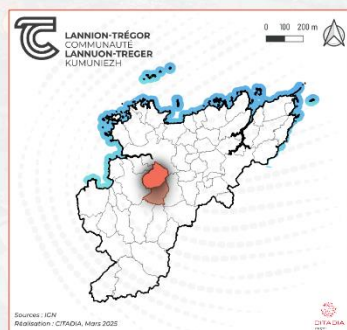 LANNION-TRÉGOR
COMMUNAUTÉ
LANNUON-TREGER
KUMUNIEZH
0 100 200 m
Sources : IGN
Réalisation : CITADIA, Mars 2025
CITADIA